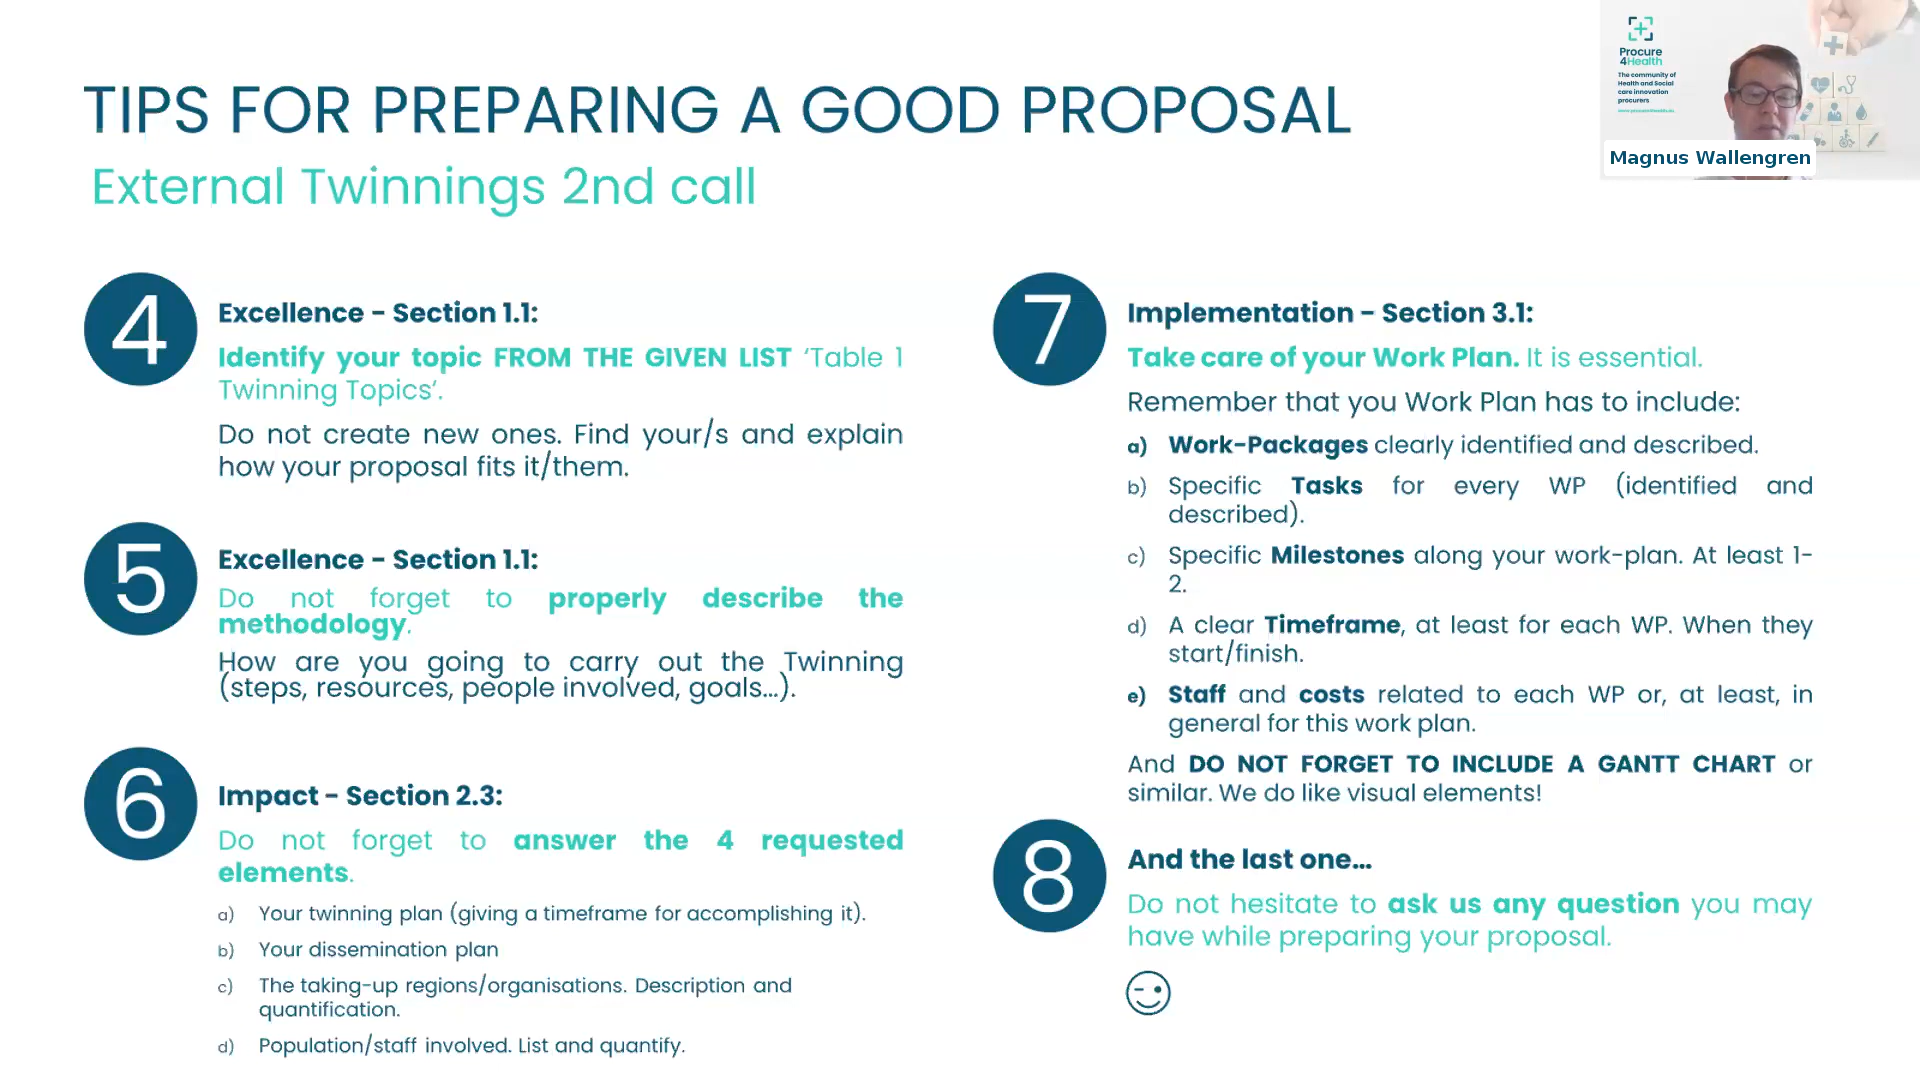 TIPS FOR PREPARING A GOOD PROPOSAL
External Twinnings 2nd call
Procure
4Health
The community of
Health and Social
care innovation
procurers
Magnus Wallengren
4
Excellence - Section 1.1:
Identify your topic FROM THE GIVEN LIST ‘Table 1
Twinning Topics’.
Do not create new ones. Find your/s and explain
how your proposal fits it/them.
5
Excellence - Section 1.1:
Do not forget to properly describe the
methodology.
How are you going to carry out the Twinning
(steps, resources, people involved, goals…).
6
Impact - Section 2.3:
Do not forget to answer the 4 requested
elements.
a) Your twinning plan (giving a timeframe for accomplishing it).
b) Your dissemination plan
c) The taking-up regions/organisations. Description and
quantification.
d) Population/staff involved. List and quantify.
7
Implementation - Section 3.1:
Take care of your Work Plan. It is essential.
Remember that you Work Plan has to include:
a) Work-Packages clearly identified and described.
b) Specific Tasks for every WP (identified and
described).
c) Specific Milestones along your work-plan. At least 1-
2.
d) A clear Timeframe, at least for each WP. When they
start/finish.
e) Staff and costs related to each WP or, at least, in
general for this work plan.
And DO NOT FORGET TO INCLUDE A GANTT CHART or
similar. We do like visual elements!
8
And the last one…
Do not hesitate to ask us any question you may
have while preparing your proposal.